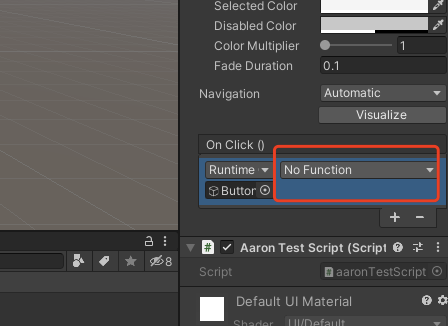 Selected Color
Disabled Color
Color Multiplier 1
Fade Duration 0.1
Navigation Automatic
Visualize
On Click ()
Runtime No Function
Button
+ −
8
# Aaron Test Script (Script
Script # aaronTestScript
Default UI Material
Shader UI/Default